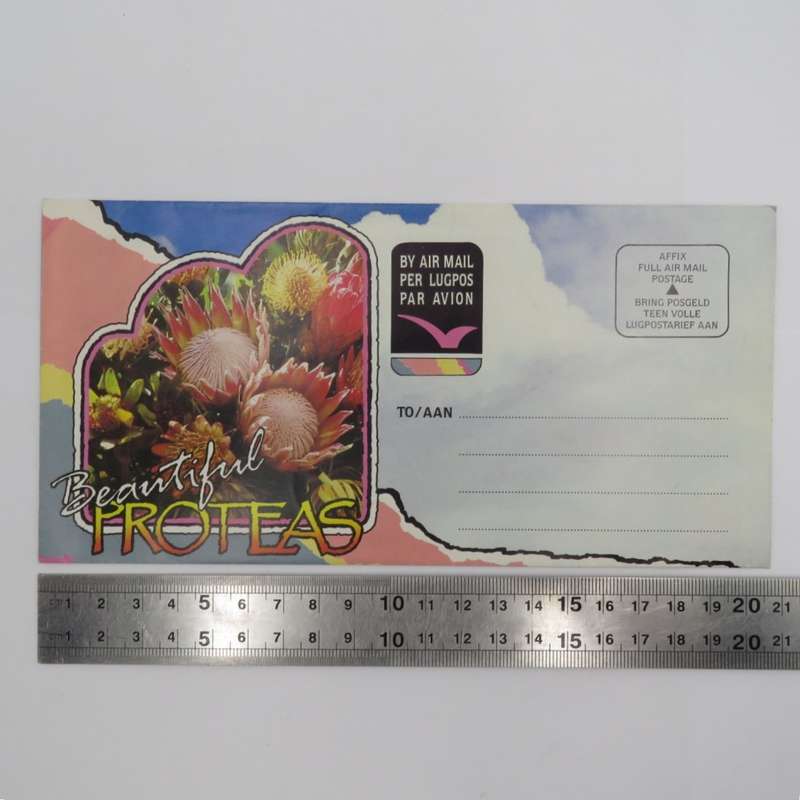 Beautiful
PROTEAS
BY AIR MAIL
PER LUGPOS
PAR AVION
AFFIX
FULL AIR MAIL
POSTAGE
BRING POSGELD
TEEN VOLLE
LUGPOSTARIEF AAN
TO/AAN
cm 1 2 3 4 5 6 7 8 9 10 11 12 13 14 15 16 17 18 19 20 21
cm 1 2 3 4 5 6 7 8 9 10 11 12 13 14 15 16 17 18 19 20 21